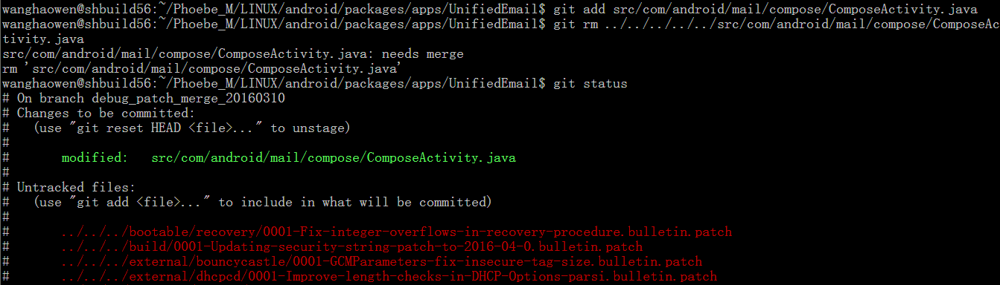 wanghaowen@shbuild56:~/Phoebe_M/LINUX/android/packages/apps/UnifiedEmail$ git add src/com/android/mail/compose/ComposeActivity.java
wanghaowen@shbuild56:~/Phoebe_M/LINUX/android/packages/apps/UnifiedEmail$ git rm ../../../../../src/com/android/mail/compose/ComposeAc
tivity.java
src/com/android/mail/compose/ComposeActivity.java: needs merge
rm 'src/com/android/mail/compose/ComposeActivity.java'
wanghaowen@shbuild56:~/Phoebe_M/LINUX/android/packages/apps/UnifiedEmail$ git status
# On branch debug_patch_merge_20160310
# Changes to be committed:
#   (use "git reset HEAD <file>..." to unstage)
#
#       modified:   src/com/android/mail/compose/ComposeActivity.java
#
# Untracked files:
#   (use "git add <file>..." to include in what will be committed)
#
#       ../../../bootable/recovery/0001-Fix-integer-overflows-in-recovery-procedure.bulletin.patch
#       ../../../build/0001-Updating-security-string-patch-to-2016-04-0.bulletin.patch
#       ../../../external/bouncycastle/0001-GCMParameters-fix-insecure-tag-size.bulletin.patch
#       ../../../external/dhcpcd/0001-Improve-length-checks-in-DHCP-Options-parsi.bulletin.patch